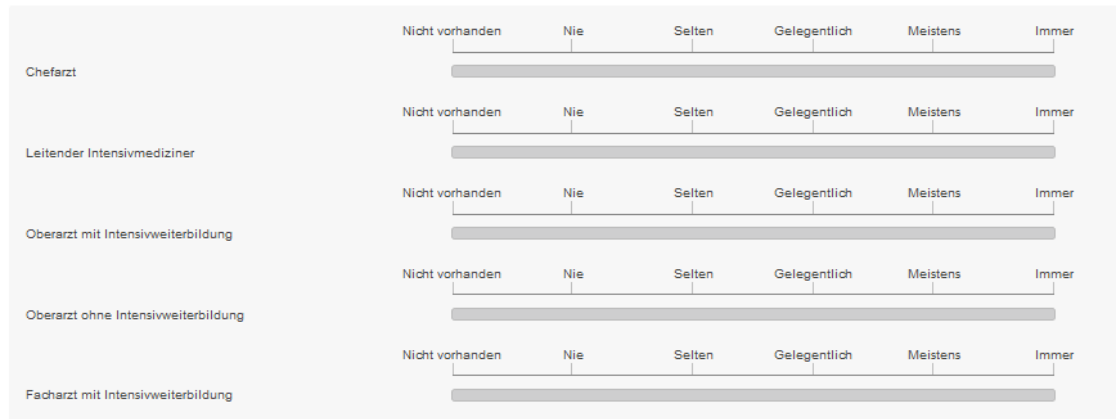 Nicht vorhanden Nie Selten Gelegentlich Meistens Immer
Chefarzt
Nicht vorhanden Nie Selten Gelegentlich Meistens Immer
Leitender Intensivmediziner
Nicht vorhanden Nie Selten Gelegentlich Meistens Immer
Oberarzt mit Intensivweiterbildung
Nicht vorhanden Nie Selten Gelegentlich Meistens Immer
Oberarzt ohne Intensivweiterbildung
Nicht vorhanden Nie Selten Gelegentlich Meistens Immer
Facharzt mit Intensivweiterbildung